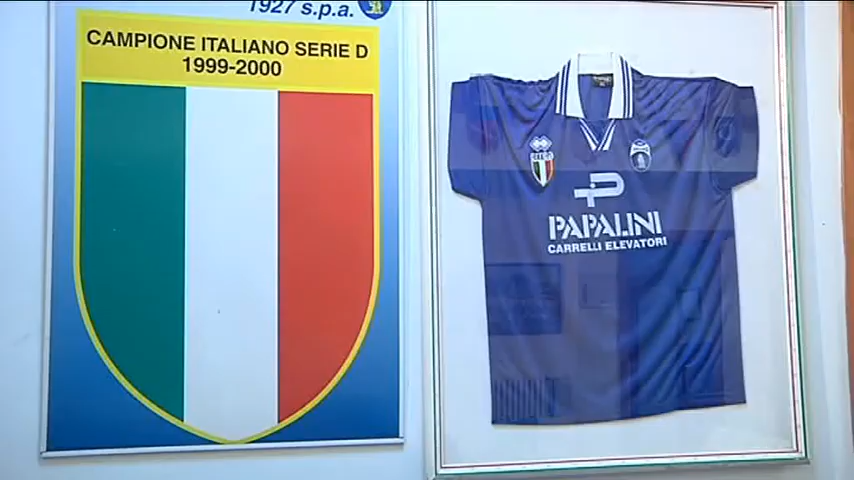 1927 s.p.a.
CAMPIONE ITALIANO SERIE D
1999-2000
PAPALINI
CARRELLI ELEVATORI